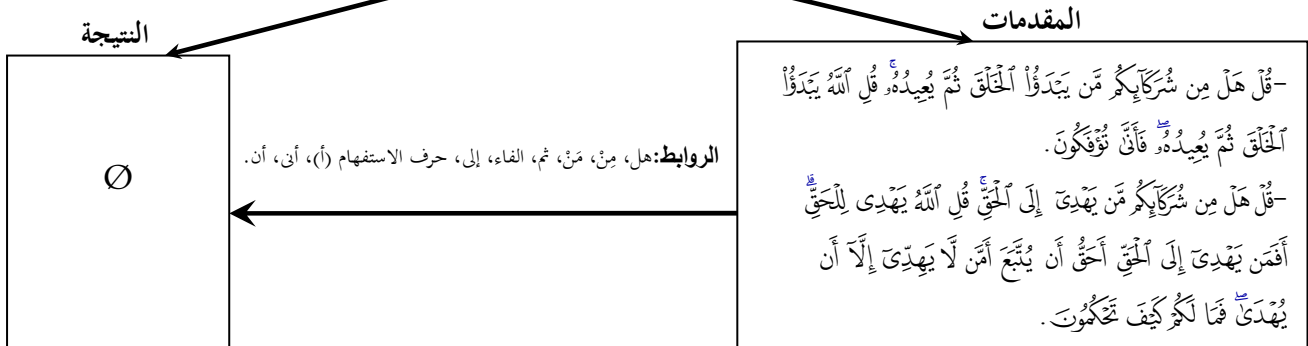 المقدمات
-قُلۡ هَلۡ مِن شُرَكَآئِكُم مَّن يَبۡدَؤُاْ ٱلۡخَلۡقَ ثُمَّ يُعِيدُهُۥۚ قُلِ ٱللَّهُ يَبۡدَؤُاْ
ٱلۡخَلۡقَ ثُمَّ يُعِيدُهُۥۖ فَأَنَّىٰ تُؤۡفَكُونَ.
-قُلۡ هَلۡ مِن شُرَكَآئِكُم مَّن يَهۡدِيٓ إِلَى ٱلۡحَقِّۚ قُلِ ٱللَّهُ يَهۡدِي لِلۡحَقِّۗ
أَفَمَن يَهۡدِيٓ إِلَى ٱلۡحَقِّ أَحَقُّ أَن يُتَّبَعَ أَمَّن لَّا يَهِدِّيٓ إِلَّآ أَن
يُهۡدَىٰۖ فَمَا لَكُمۡ كَيۡفَ تَحۡكُمُونَ.
الروابط:هل، مِنْ، مَنْ، ثم، الفاء، إلى، حرف الاستفهام (أ)، أنى، أن.
النتيجة
Ø